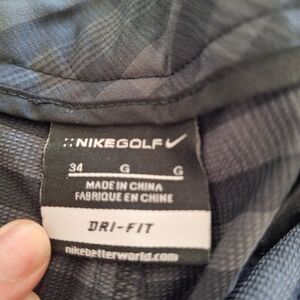 NIKEGOLF
34 G G
MADE IN CHINA
FABRIQUE EN CHINE
DRI-FIT
nikebetterworld.com